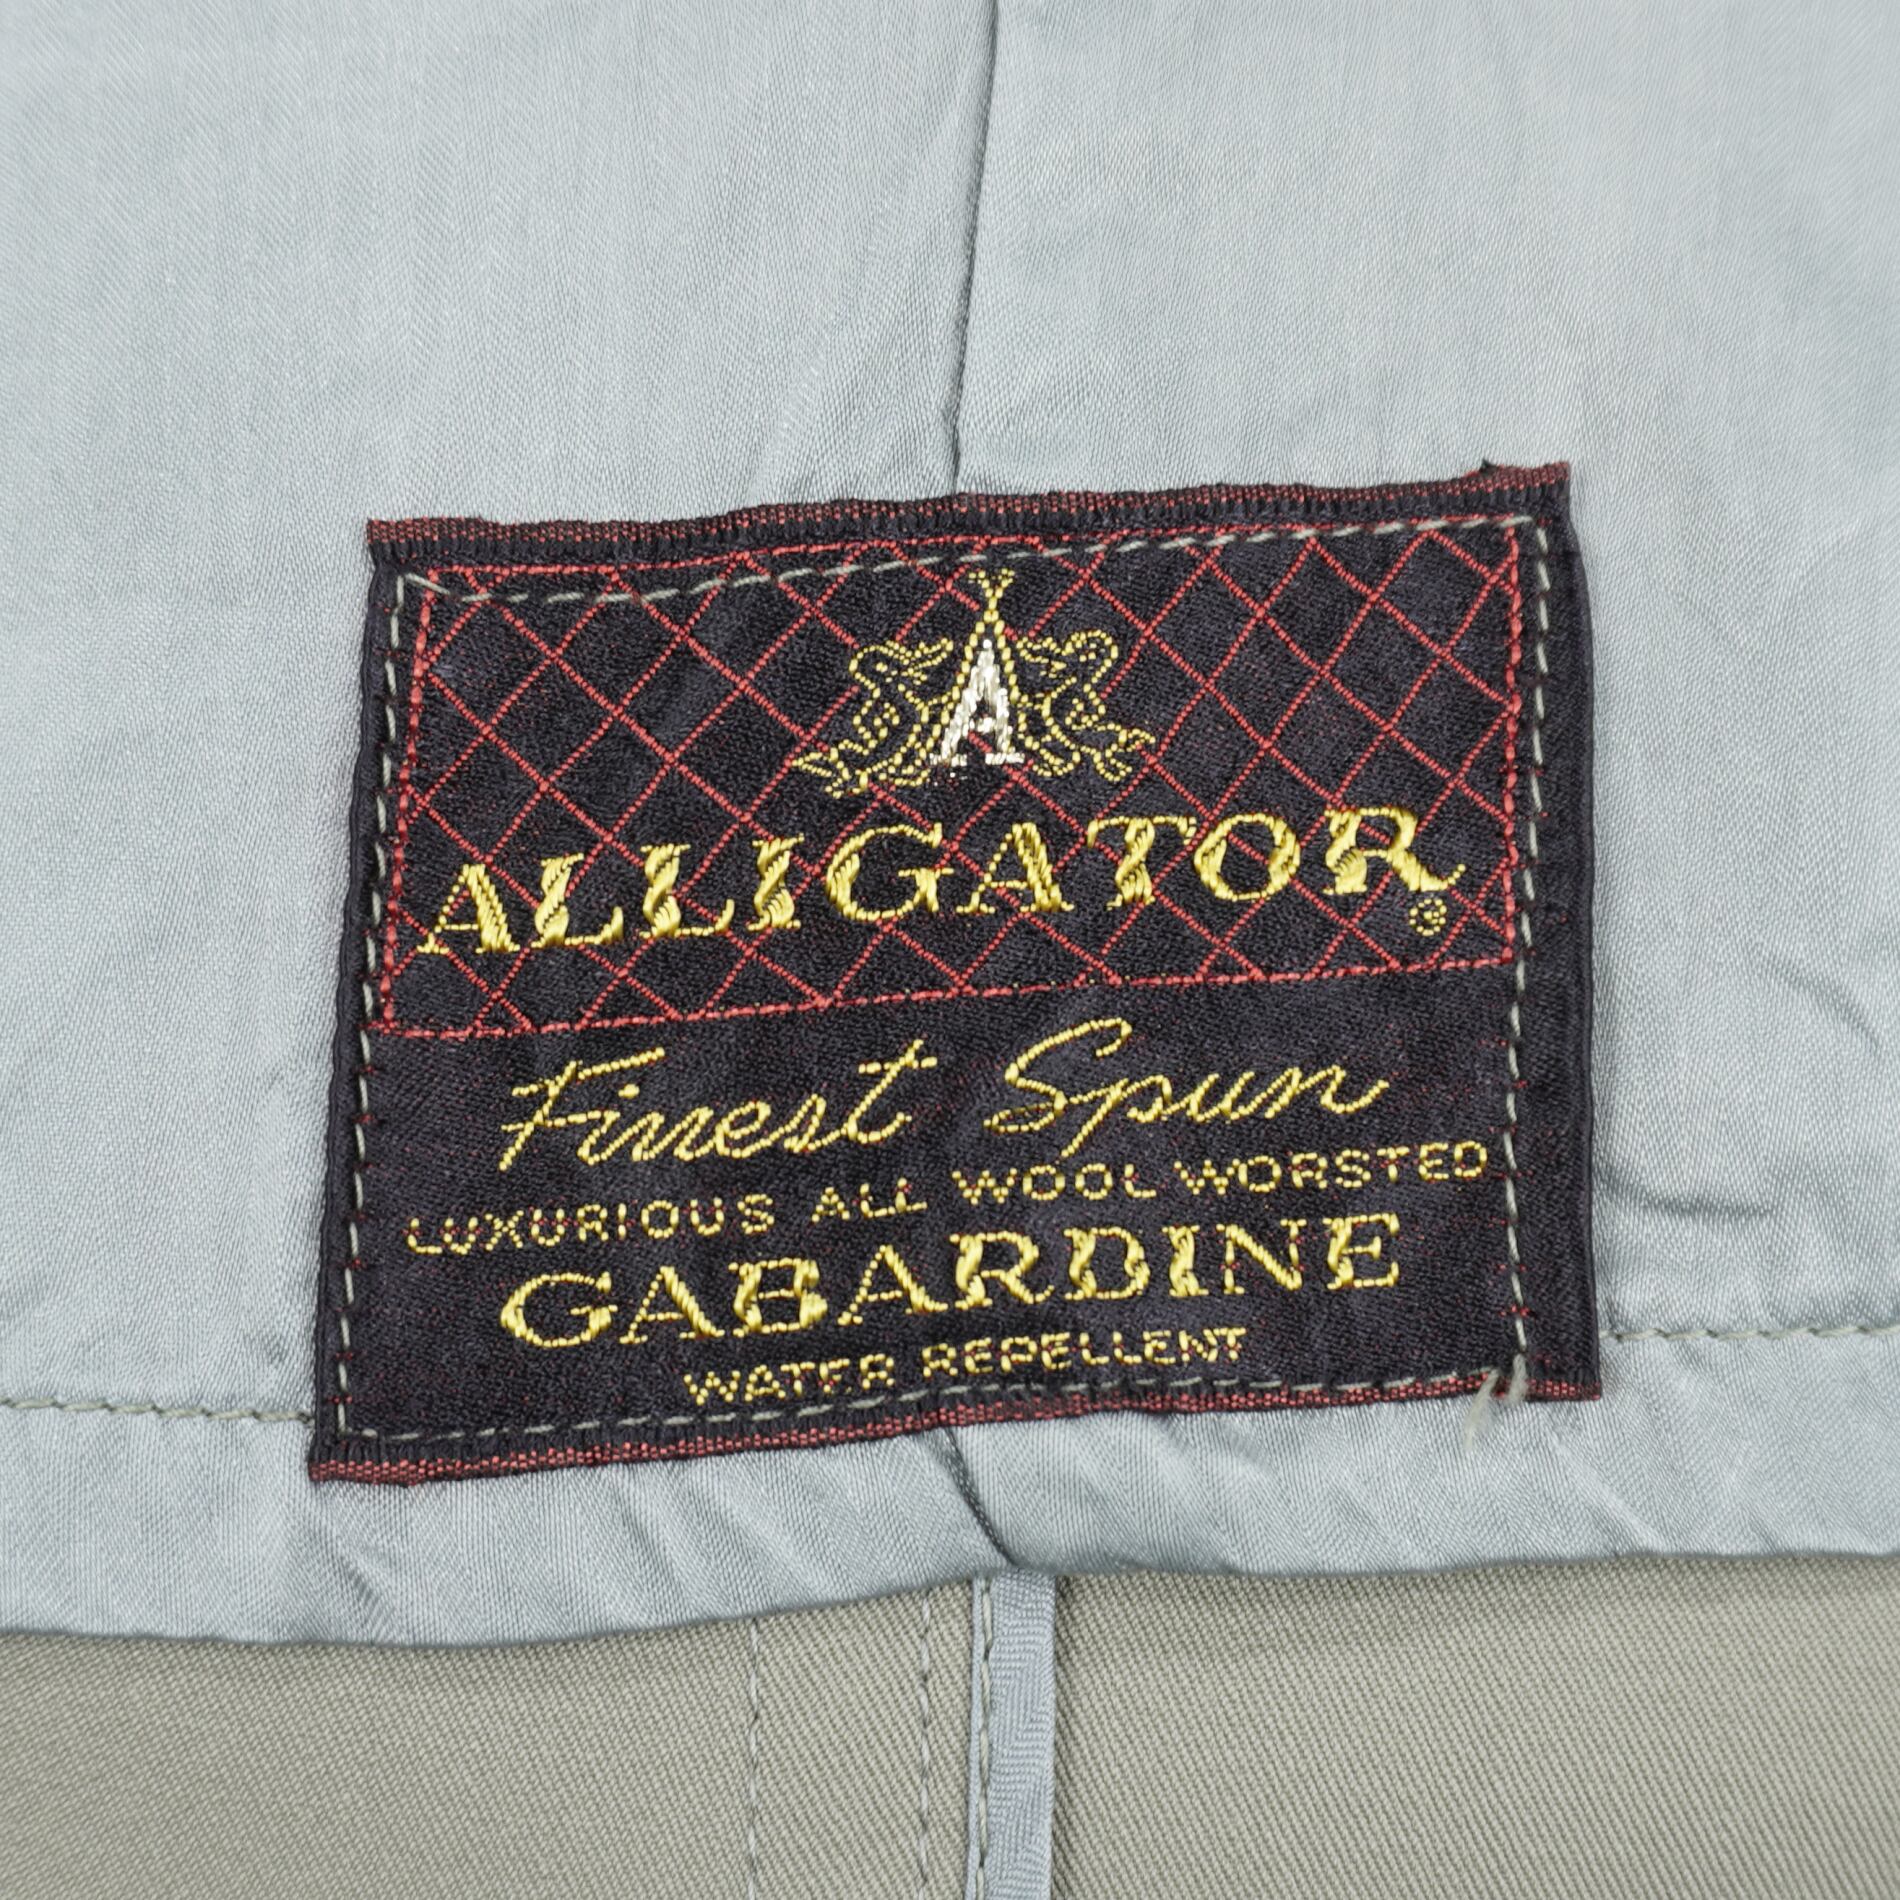 A
ALLIGATOR®
Finest Spun
LUXURIOUS ALL WOOL WORSTED
GABARDINE
WATER REPELLENT